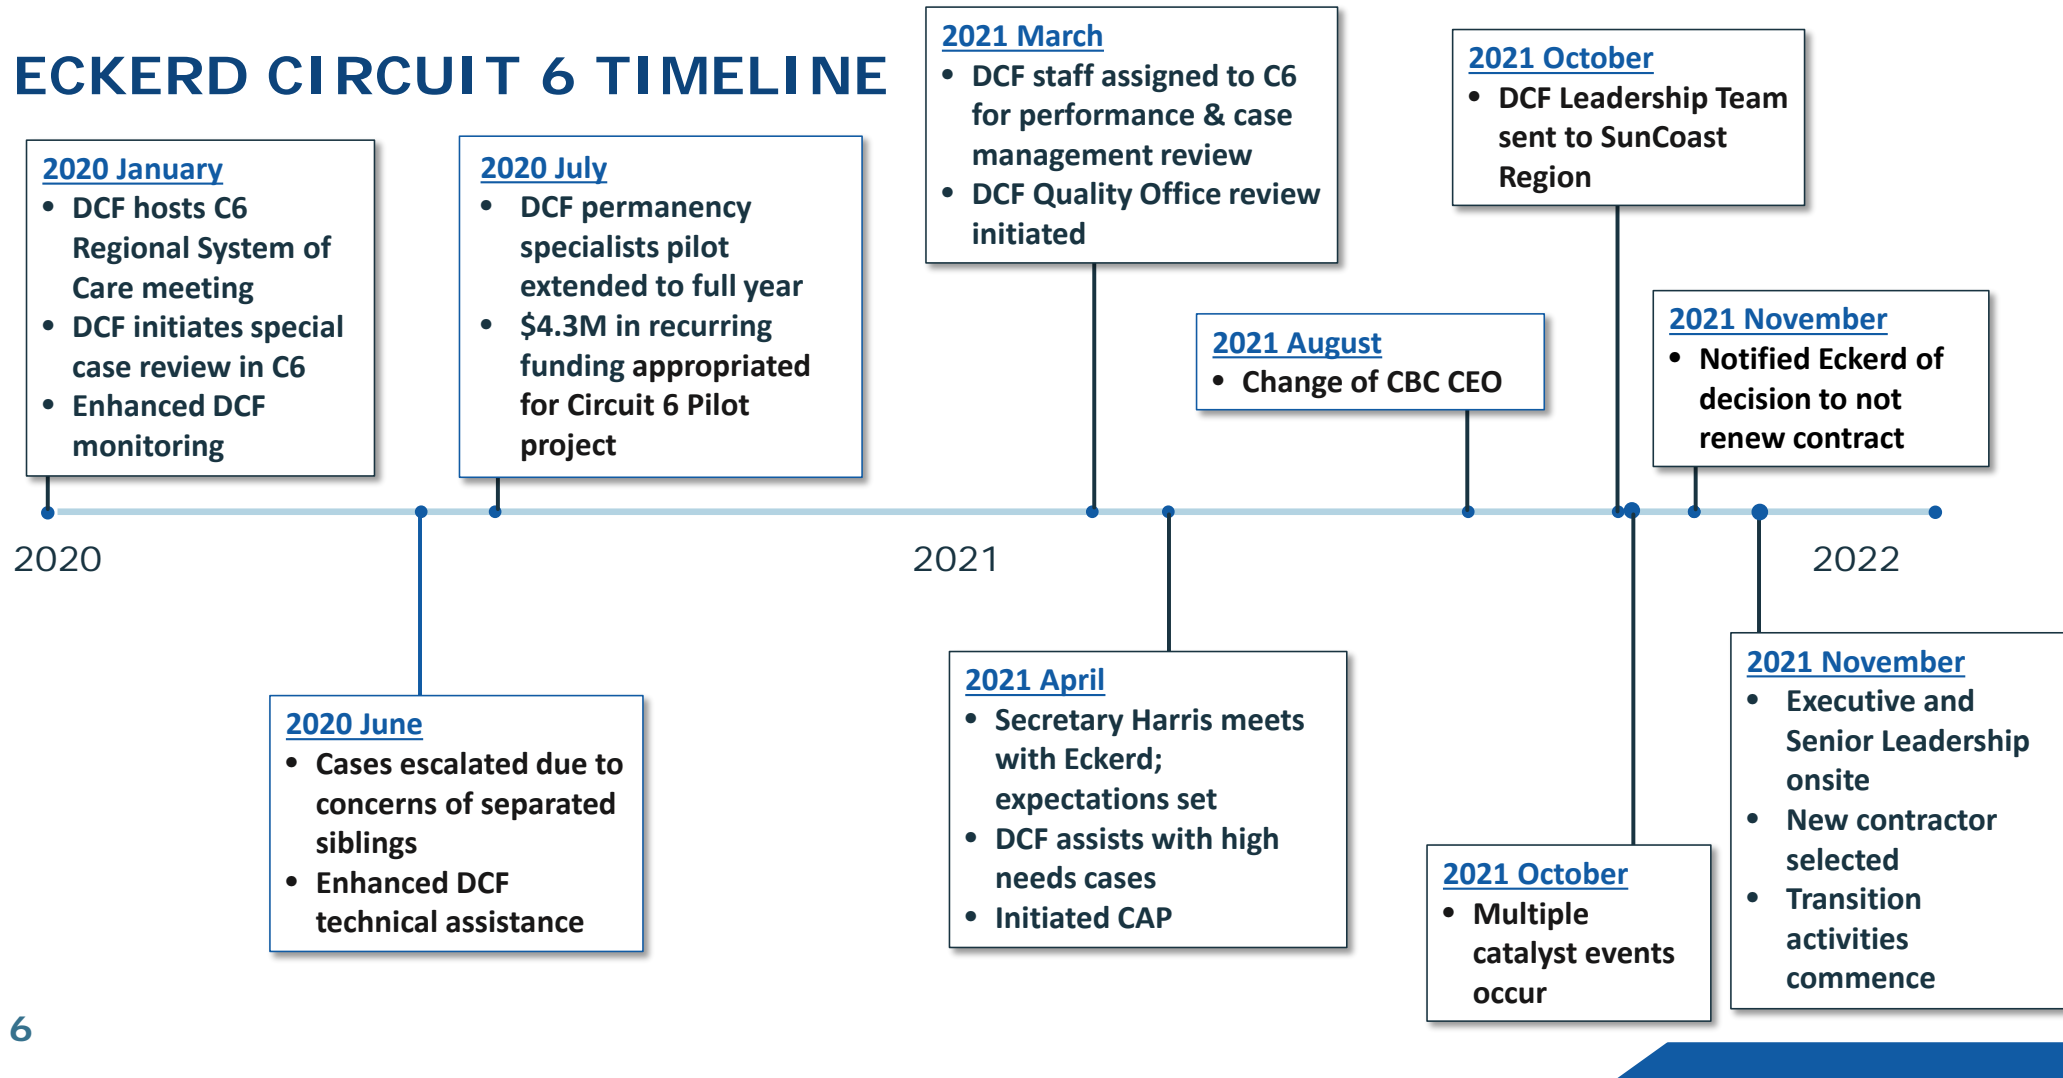 ECKERD CIRCUIT 6 TIMELINE
2020 January
• DCF hosts C6
Regional System of
Care meeting
• DCF initiates special
case review in C6
• Enhanced DCF
monitoring
2020 July
• DCF permanency
specialists pilot
extended to full year
• $4.3M in recurring
funding appropriated
for Circuit 6 Pilot
project
2021 March
• DCF staff assigned to C6
for performance & case
management review
• DCF Quality Office review
initiated
2021 August
• Change of CBC CEO
2021 October
• DCF Leadership Team
sent to SunCoast
Region
2021 November
• Notified Eckerd of
decision to not
renew contract
2020
2021
2022
2020 June
• Cases escalated due to
concerns of separated
siblings
• Enhanced DCF
technical assistance
2021 April
• Secretary Harris meets
with Eckerd;
expectations set
• DCF assists with high
needs cases
• Initiated CAP
2021 October
• Multiple
catalyst events
occur
2021 November
• Executive and
Senior Leadership
onsite
• New contractor
selected
• Transition
activities
commence
6